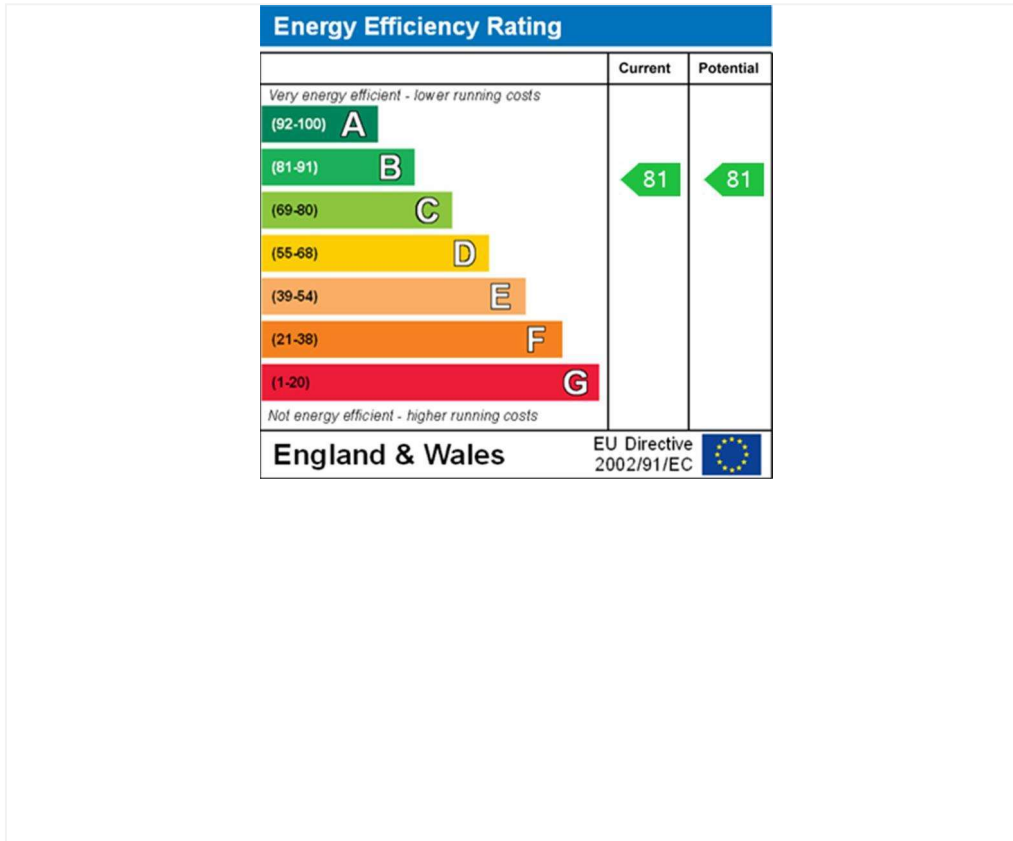 Energy Efficiency Rating
Current Potential
Very energy efficient - lower running costs
(92-100) A
(81-91) B
81 81
(69-80) C
(55-68) D
(39-54) E
(21-38) F
(1-20) G
Not energy efficient - higher running costs
England & Wales
EU Directive
2002/91/EC